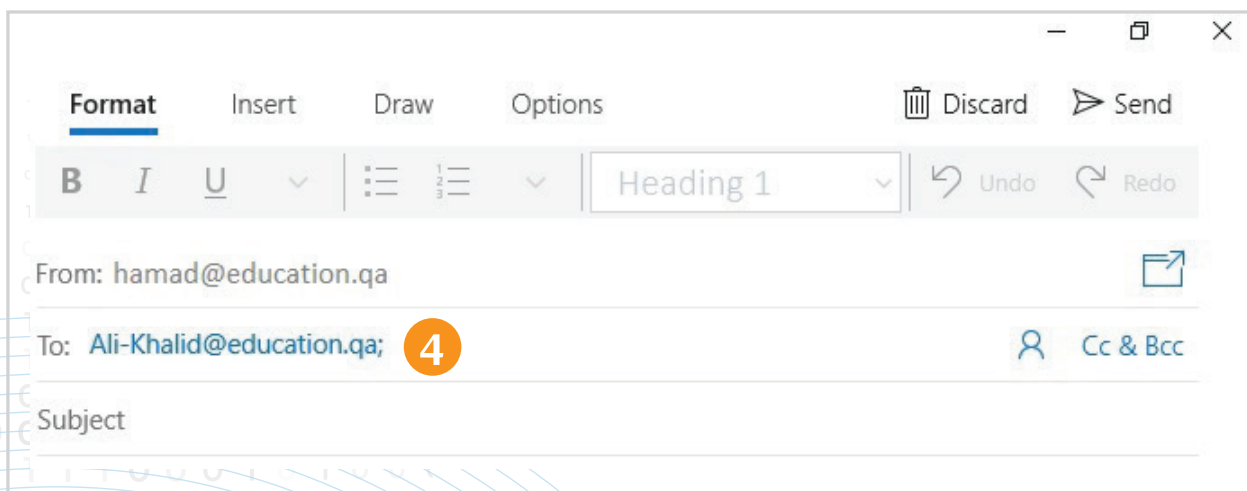 Format Insert Draw Options Discard Send
B I U Heading 1 Undo Redo
From: hamad@education.qa
To: Ali-Khalid@education.qa; 4 Cc & Bcc
Subject